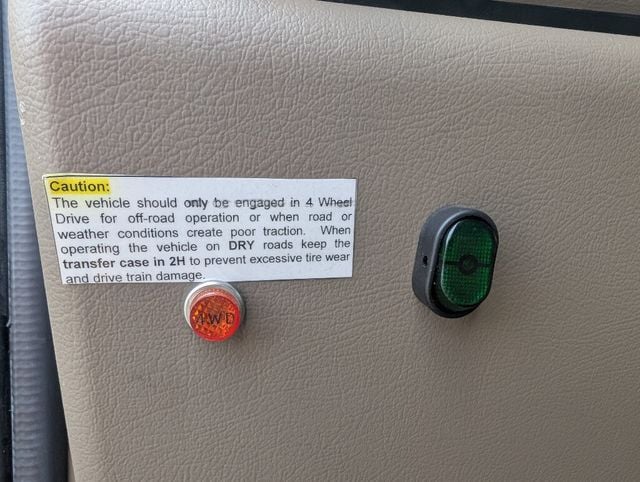 Caution:
The vehicle should only be engaged in 4 Wheel
Drive for off-road operation or when road or
weather conditions create poor traction. When
operating the vehicle on DRY roads keep the
transfer case in 2H to prevent excessive tire wear
and drive train damage.
4WD